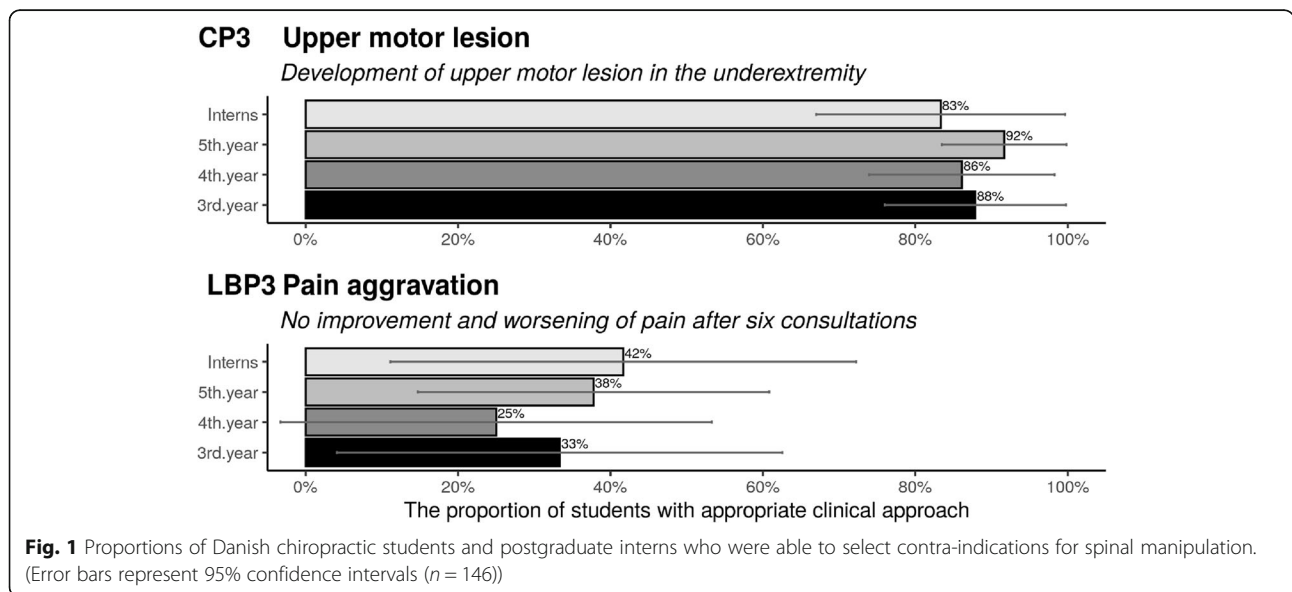 CP3 Upper motor lesion
Development of upper motor lesion in the underextremity
Interns
83%
5th.year
92%
4th.year
86%
3rd.year
88%
0% 20% 40% 60% 80% 100%
LBP3 Pain aggravation
No improvement and worsening of pain after six consultations
Interns
42%
5th.year
38%
4th.year
25%
3rd.year
33%
0% 20% 40% 60% 80% 100%
The proportion of students with appropriate clinical approach
Fig. 1 Proportions of Danish chiropractic students and postgraduate interns who were able to select contra-indications for spinal manipulation.
(Error bars represent 95% confidence intervals (n = 146))